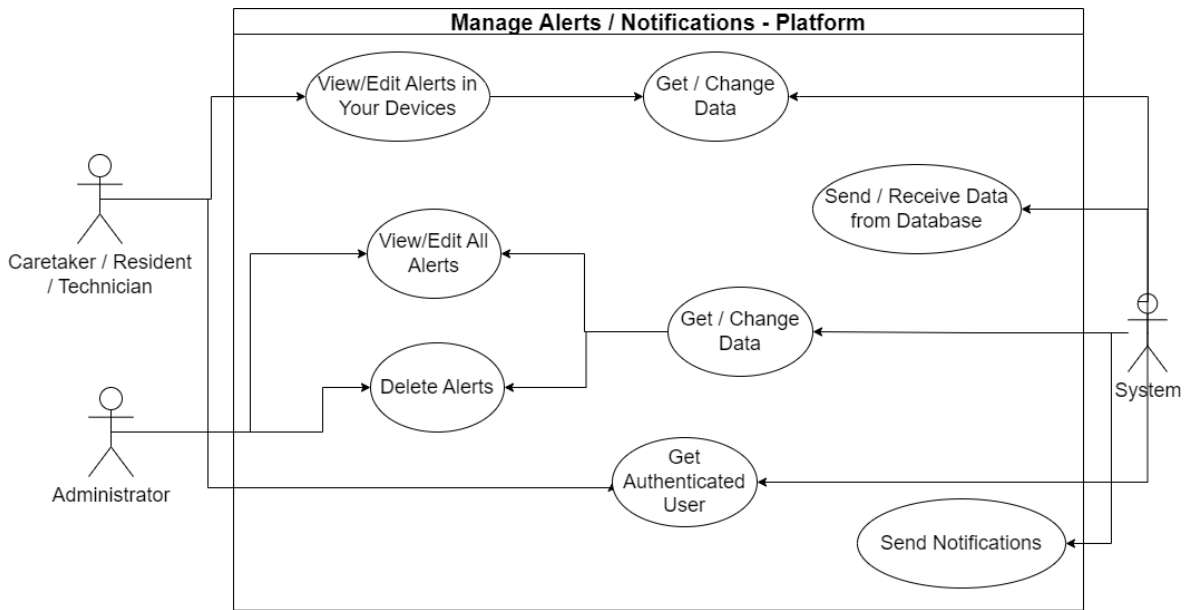 Manage Alerts / Notifications - Platform
View/Edit Alerts in
Your Devices
Get / Change
Data
Send / Receive Data
from Database
Caretaker / Resident
/ Technician
View/Edit All
Alerts
Get / Change
Data
System
Delete Alerts
Administrator
Get
Authenticated
User
Send Notifications